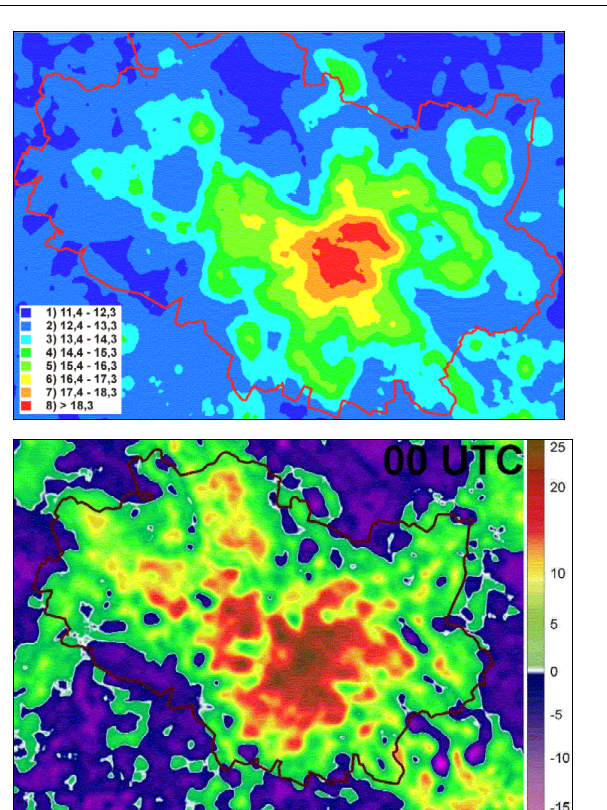 1) 11,4 - 12,3
2) 12,4 - 13,3
3) 13,4 - 14,3
4) 14,4 - 15,3
5) 15,4 - 16,3
6) 16,4 - 17,3
7) 17,4 - 18,3
8) > 18,3
00 UTC
25
20
10
5
0
-5
-10
-15